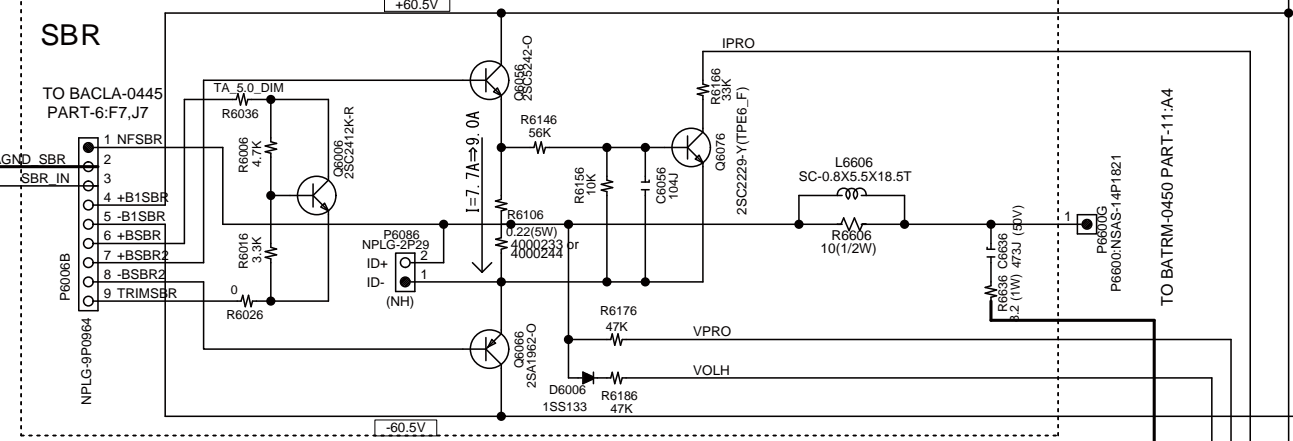 +60.5V
SBR
TO BACLA-0445
PART-6:F7,J7
1 NFSBR
AGND_SBR 2
SBR_IN 3
4 +B1SBR
5 -B1SBR
6 +BSBR
7 +BSBR2
8 -BSBR2
9 TRIMSBR
P6006B
NPLG-9P0964
TA_5.0_DIM
R6036
R6006
4.7K
R6016
3.3K
0
R6026
Q6006
2SC2412K-R
P6086
NPLG-2P29
ID+ 2
ID- 1
(NH)
Q6056
2SC5242-O
I=7.7A⇒9.0A
R6146
56K
R6106
0.22(5W)
4000233 or
4000244
R6156
10K
C6056
104J
Q6066
2SA1962-O
IPRO
R6166
33K
Q6076
2SC2229-Y(TPE6_F)
R6176
47K
VPRO
VOLH
D6006
1SS133
R6186
47K
L6606
SC-0.8X5.5X18.5T
R6606
10(1/2W)
C6636
473J (50V)
R6636
8.2 (1W)
1
P6600G
P6600:NSAS-14P1821
TO BATRM-0450 PART-11:A4
-60.5V